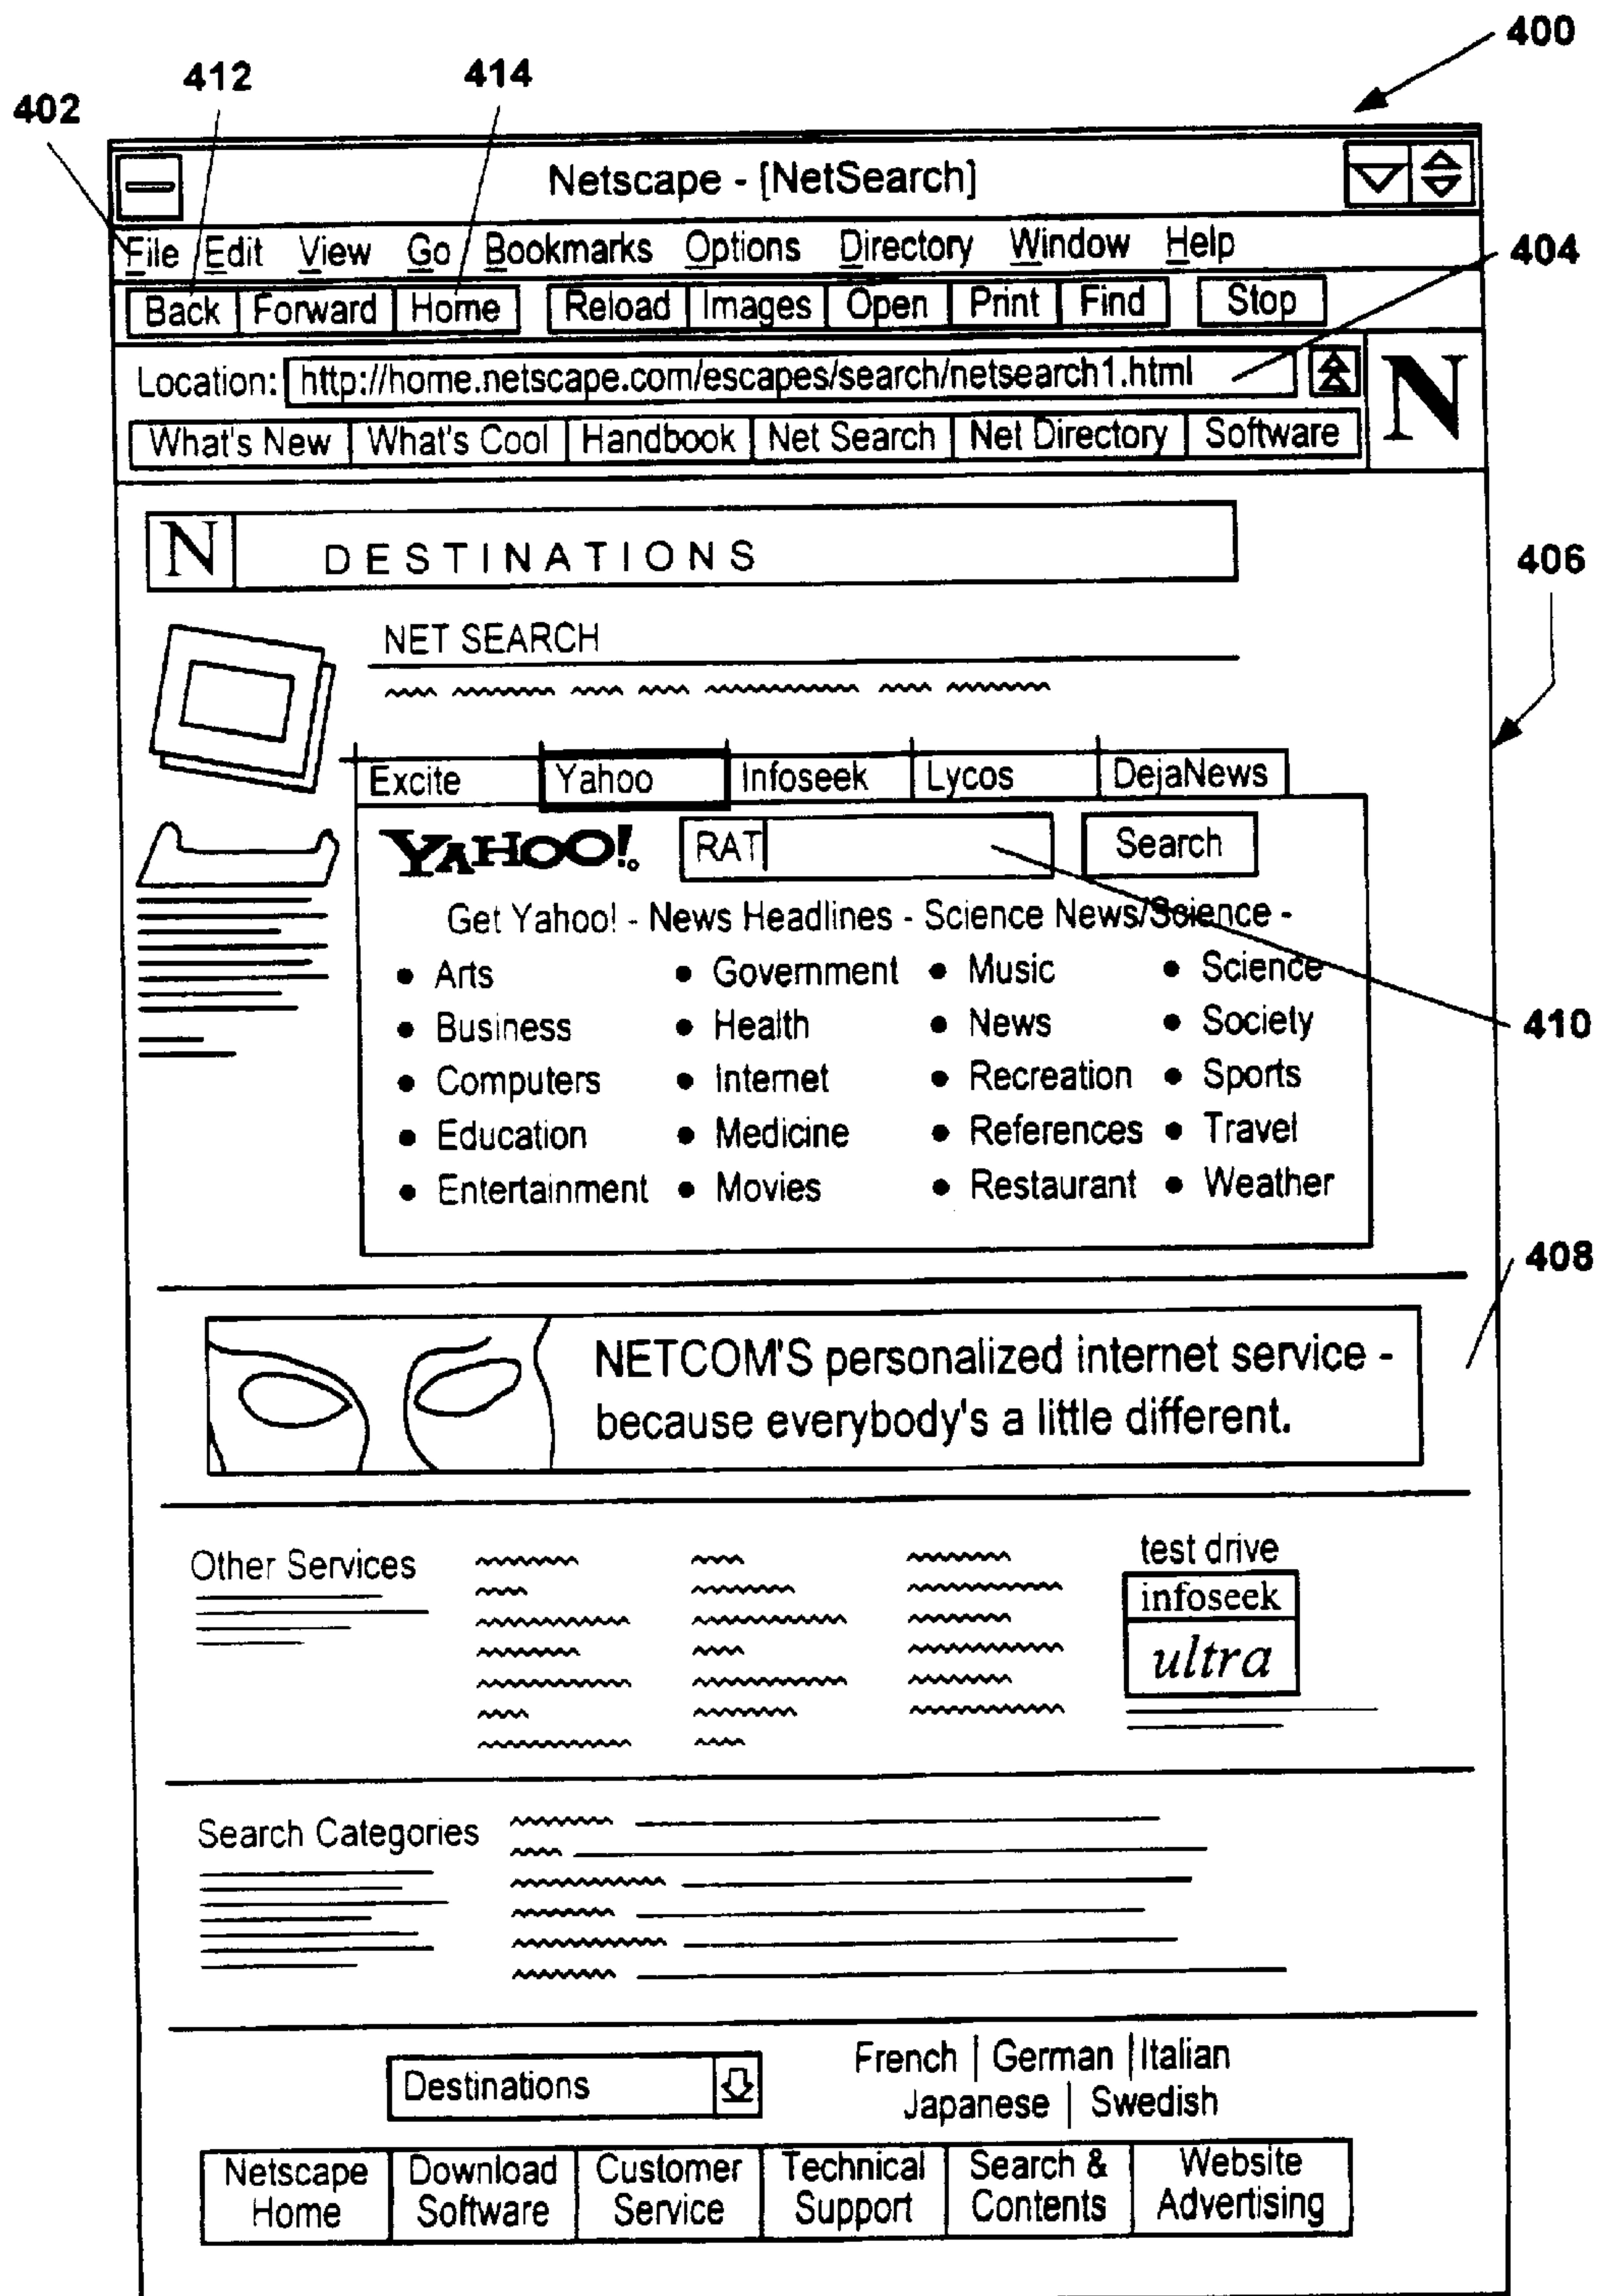 400
412 414
402
Netscape - [NetSearch]
File Edit View Go Bookmarks Options Directory Window Help
404
Back Forward Home Reload Images Open Print Find Stop
Location: http://home.netscape.com/escapes/search/netsearch1.html
N
What's New What's Cool Handbook Net Search Net Directory Software
N DESTINATIONS
406
NET SEARCH
Excite Yahoo Infoseek Lycos DejaNews
YAHOO! RAT Search
Get Yahoo! - News Headlines - Science News/Science -
• Arts • Government • Music • Science
• Business • Health • News • Society
410
• Computers • Internet • Recreation • Sports
• Education • Medicine • References • Travel
• Entertainment • Movies • Restaurant • Weather
408
NETCOM'S personalized internet service -
because everybody's a little different.
Other Services
test drive
infoseek
ultra
Search Categories
Destinations
French | German | Italian
Japanese | Swedish
Netscape Home
Download Software
Customer Service
Technical Support
Search & Contents
Website Advertising